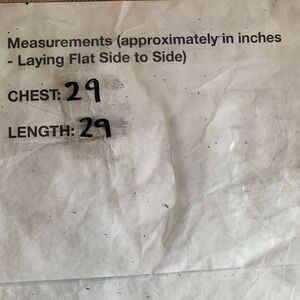 Measurements (approximately in inches
- Laying Flat Side to Side)
CHEST: 29
LENGTH: 29